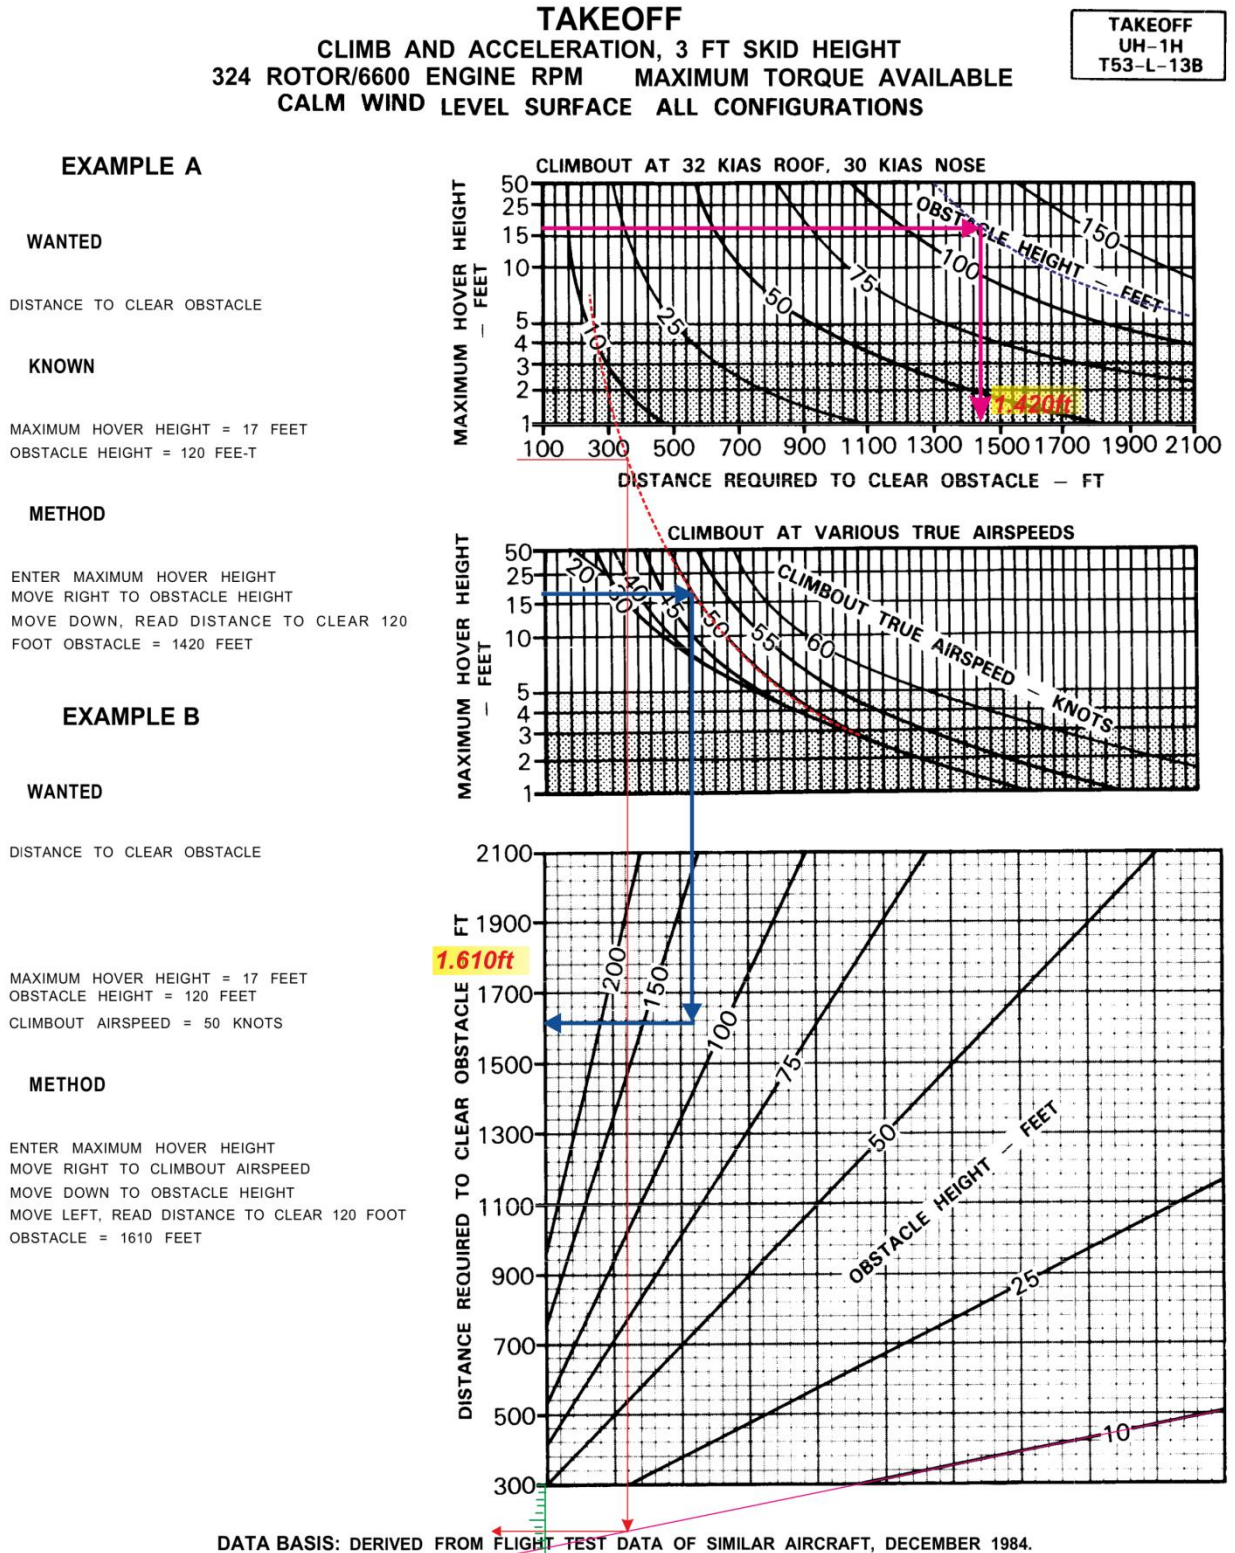 TAKEOFF
CLIMB AND ACCELERATION, 3 FT SKID HEIGHT
324 ROTOR/6600 ENGINE RPM MAXIMUM TORQUE AVAILABLE
CALM WIND LEVEL SURFACE ALL CONFIGURATIONS
TAKEOFF
UH-1H
T53-L-13B
EXAMPLE A
WANTED
DISTANCE TO CLEAR OBSTACLE
KNOWN
MAXIMUM HOVER HEIGHT = 17 FEET
OBSTACLE HEIGHT = 120 FEE-T
METHOD
ENTER MAXIMUM HOVER HEIGHT
MOVE RIGHT TO OBSTACLE HEIGHT
MOVE DOWN, READ DISTANCE TO CLEAR 120
FOOT OBSTACLE = 1420 FEET
EXAMPLE B
WANTED
DISTANCE TO CLEAR OBSTACLE
MAXIMUM HOVER HEIGHT = 17 FEET
OBSTACLE HEIGHT = 120 FEET
CLIMBOUT AIRSPEED = 50 KNOTS
METHOD
ENTER MAXIMUM HOVER HEIGHT
MOVE RIGHT TO CLIMBOUT AIRSPEED
MOVE DOWN TO OBSTACLE HEIGHT
MOVE LEFT, READ DISTANCE TO CLEAR 120 FOOT
OBSTACLE = 1610 FEET
CLIMBOUT AT 32 KIAS ROOF, 30 KIAS NOSE
MAXIMUM HOVER HEIGHT
– FEET
50
25
15
10
5
4
3
2
1
10
25
50
75
100
150
OBSTACLE HEIGHT – FEET
1.420ft
100 300 500 700 900 1100 1300 1500 1700 1900 2100
DISTANCE REQUIRED TO CLEAR OBSTACLE – FT
CLIMBOUT AT VARIOUS TRUE AIRSPEEDS
MAXIMUM HOVER HEIGHT
– FEET
50
25
15
10
5
4
3
2
1
20
30
40
45
50
55
60
CLIMBOUT TRUE AIRSPEED – KNOTS
DISTANCE REQUIRED TO CLEAR OBSTACLE FT
1.610ft
2100
1900
1700
1500
1300
1100
900
700
500
300
200
150
100
75
50
25
10
OBSTACLE HEIGHT – FEET
DATA BASIS: DERIVED FROM FLIGHT TEST DATA OF SIMILAR AIRCRAFT, DECEMBER 1984.